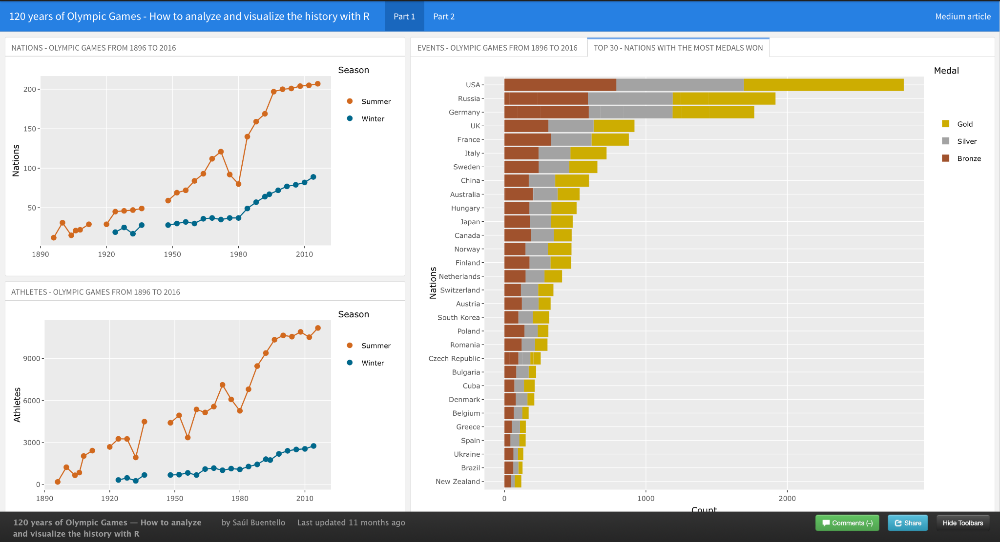 120 years of Olympic Games - How to analyze and visualize the history with R
Part 1
Part 2
Medium article
NATIONS - OLYMPIC GAMES FROM 1896 TO 2016
Season
Summer
Winter
Nations
200
150
100
50
1890
1920
1950
1980
2010
ATHLETES - OLYMPIC GAMES FROM 1896 TO 2016
Season
Summer
Winter
Athletes
9000
6000
3000
0
1890
1920
1950
1980
2010
EVENTS - OLYMPIC GAMES FROM 1896 TO 2016
TOP 30 - NATIONS WITH THE MOST MEDALS WON
Medal
Gold
Silver
Bronze
Nations
USA
Russia
Germany
UK
France
Italy
Sweden
China
Australia
Hungary
Japan
Canada
Norway
Finland
Netherlands
Switzerland
Austria
South Korea
Poland
Romania
Czech Republic
Bulgaria
Cuba
Denmark
Belgium
Greece
Spain
Ukraine
Brazil
New Zealand
0
1000
2000
Count
120 years of Olympic Games — How to analyze
and visualize the history with R
by Saúl Buentello
Last updated 11 months ago
Comments (–)
Share
Hide Toolbars